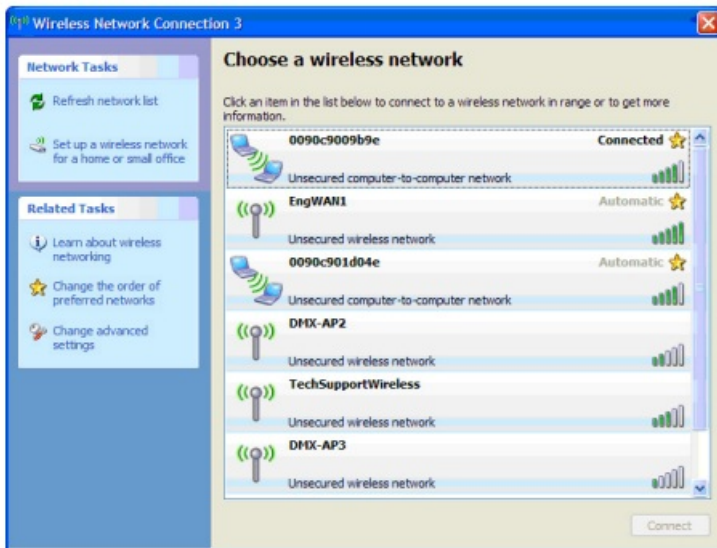 Wireless Network Connection 3
Network Tasks
Refresh network list
Set up a wireless network
for a home or small office
Related Tasks
Learn about wireless
networking
Change the order of
preferred networks
Change advanced
settings
Choose a wireless network
Click an item in the list below to connect to a wireless network in range or to get more
information.
0090c9009b9e Connected
Unsecured computer-to-computer network
EngWAN1 Automatic
Unsecured wireless network
0090c901d04e Automatic
Unsecured computer-to-computer network
DMX-AP2
Unsecured wireless network
TechSupportWireless
Unsecured wireless network
DMX-AP3
Unsecured wireless network
Connect